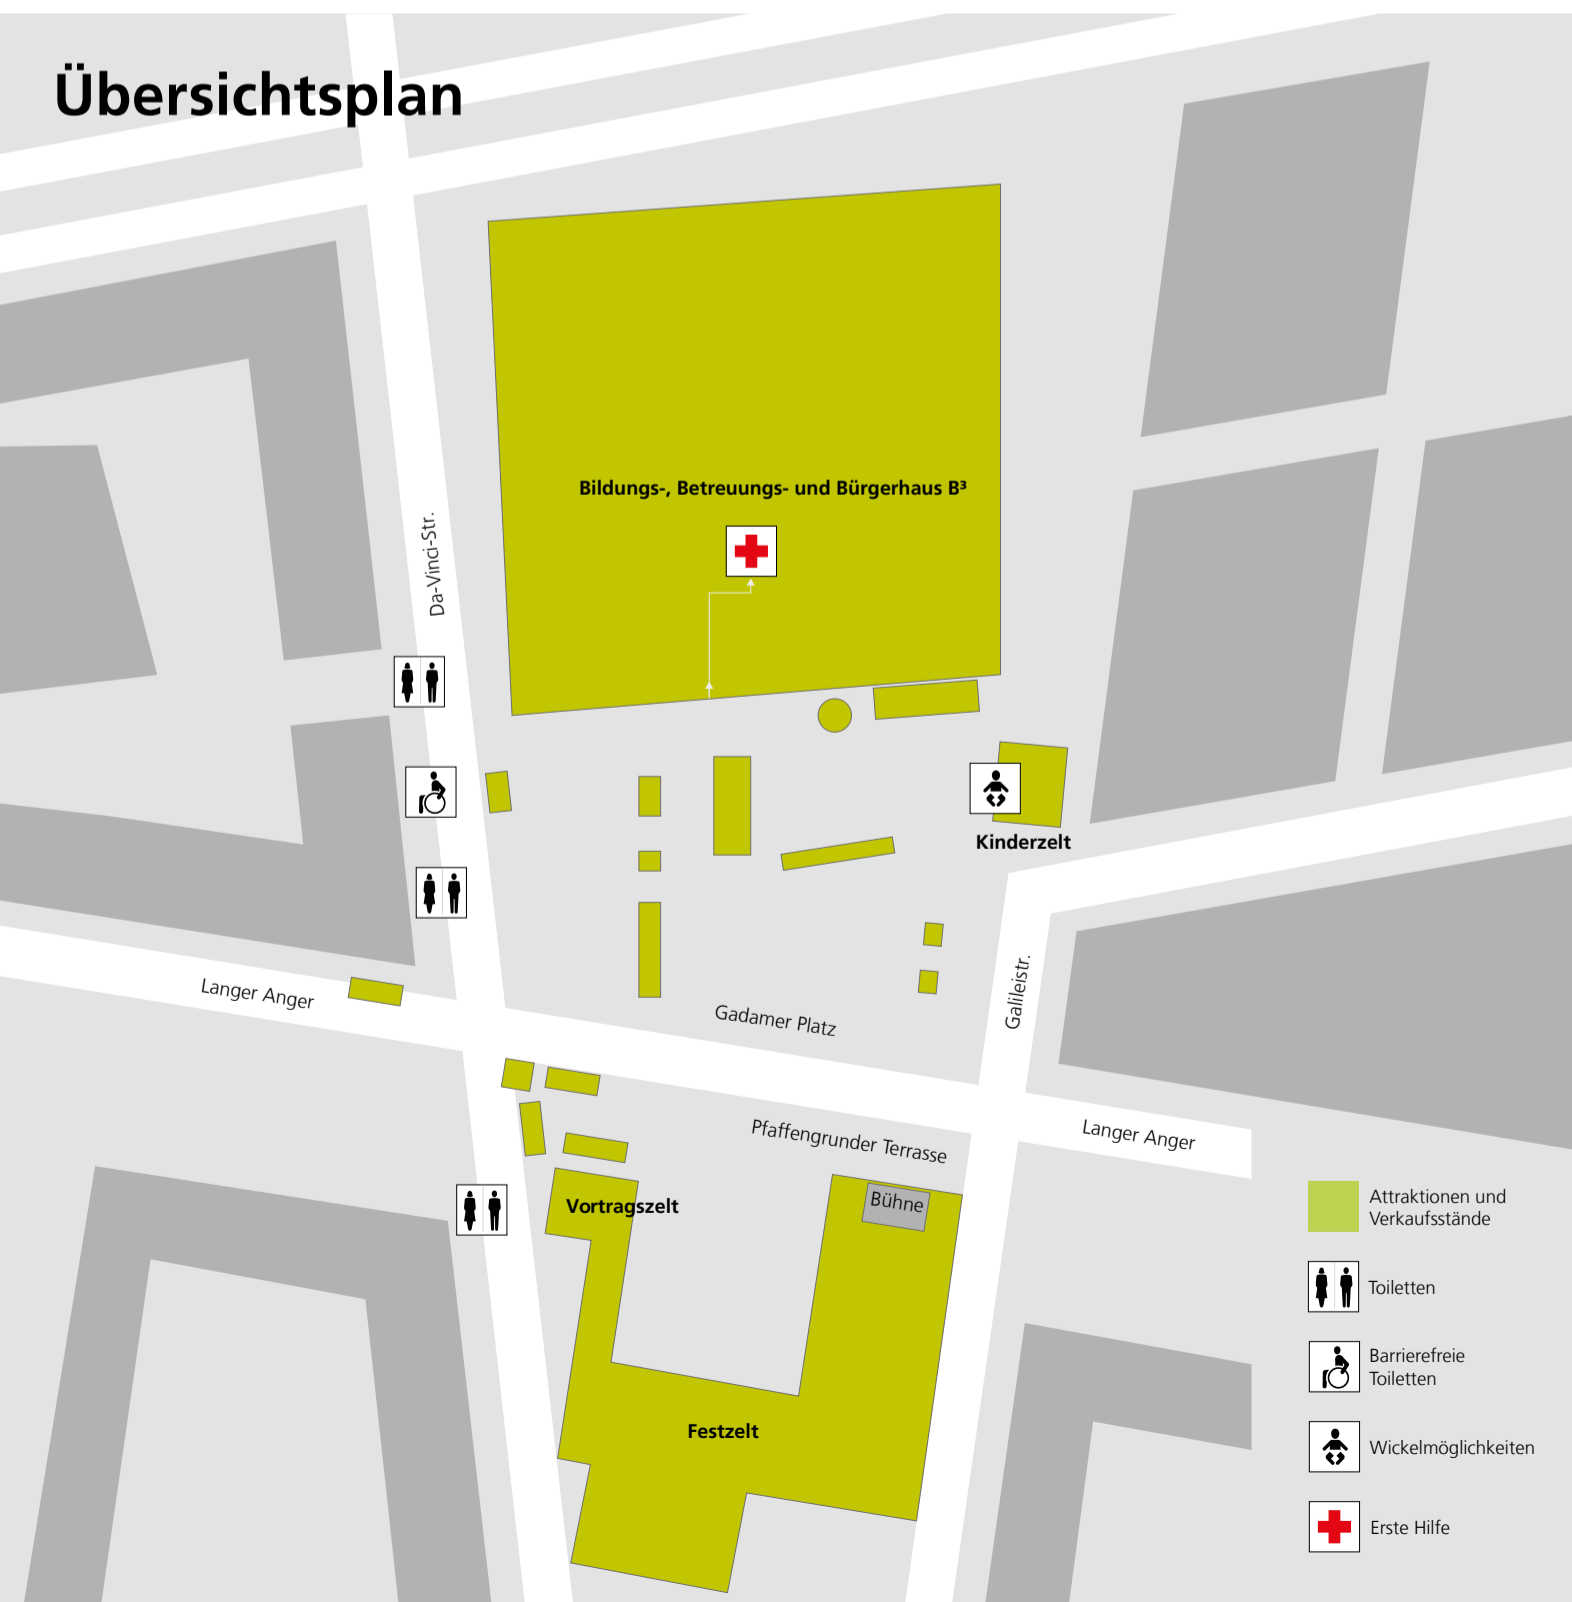 Übersichtsplan
Bildungs-, Betreuungs- und Bürgerhaus B³
Da-Vinci-Str.
Kinderzelt
Galileistr.
Langer Anger
Gadamer Platz
Pfaffengrunder Terrasse
Langer Anger
Vortragszelt
Bühne
Festzelt
Attraktionen und
Verkaufsstände
Toiletten
Barrierefreie
Toiletten
Wickelmöglichkeiten
Erste Hilfe